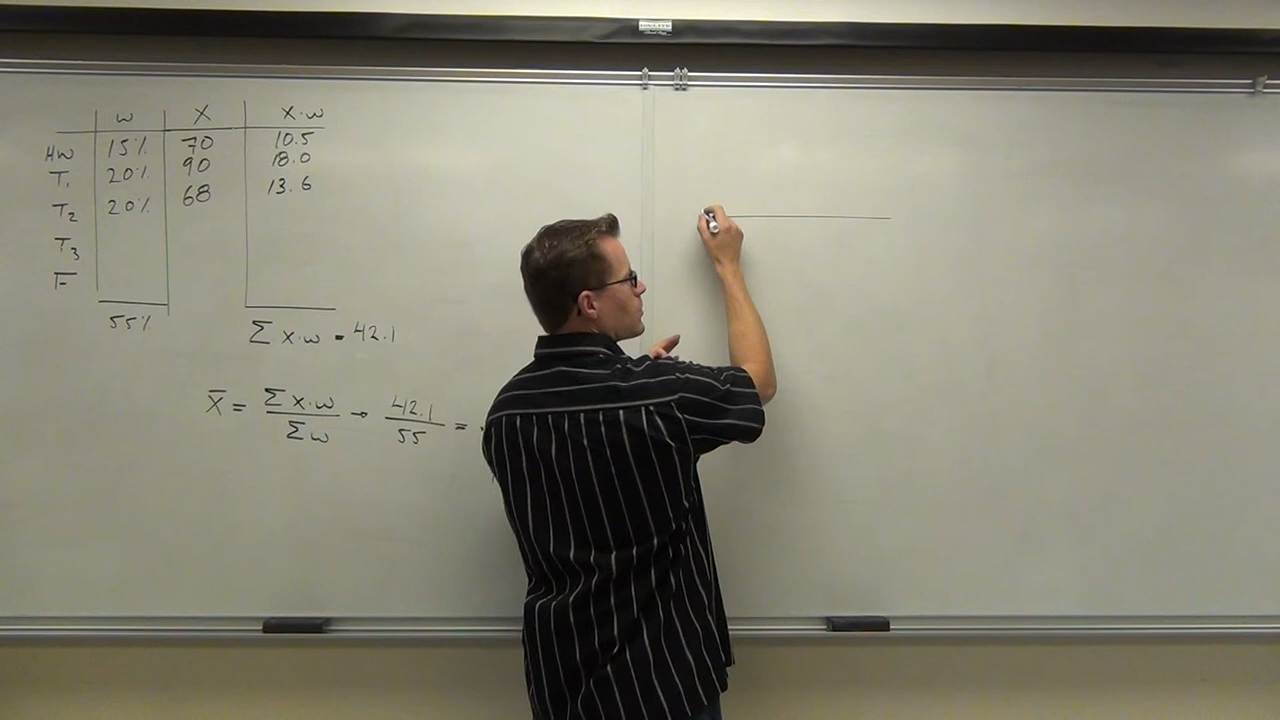 w X X·w
HW 15% 70 10.5
T1 20% 90 18.0
T2 20% 68 13.6
T3
F
55%
Σ X·w = 42.1
X̄ = Σ X·w / Σ w → 42.1 / 55 = .